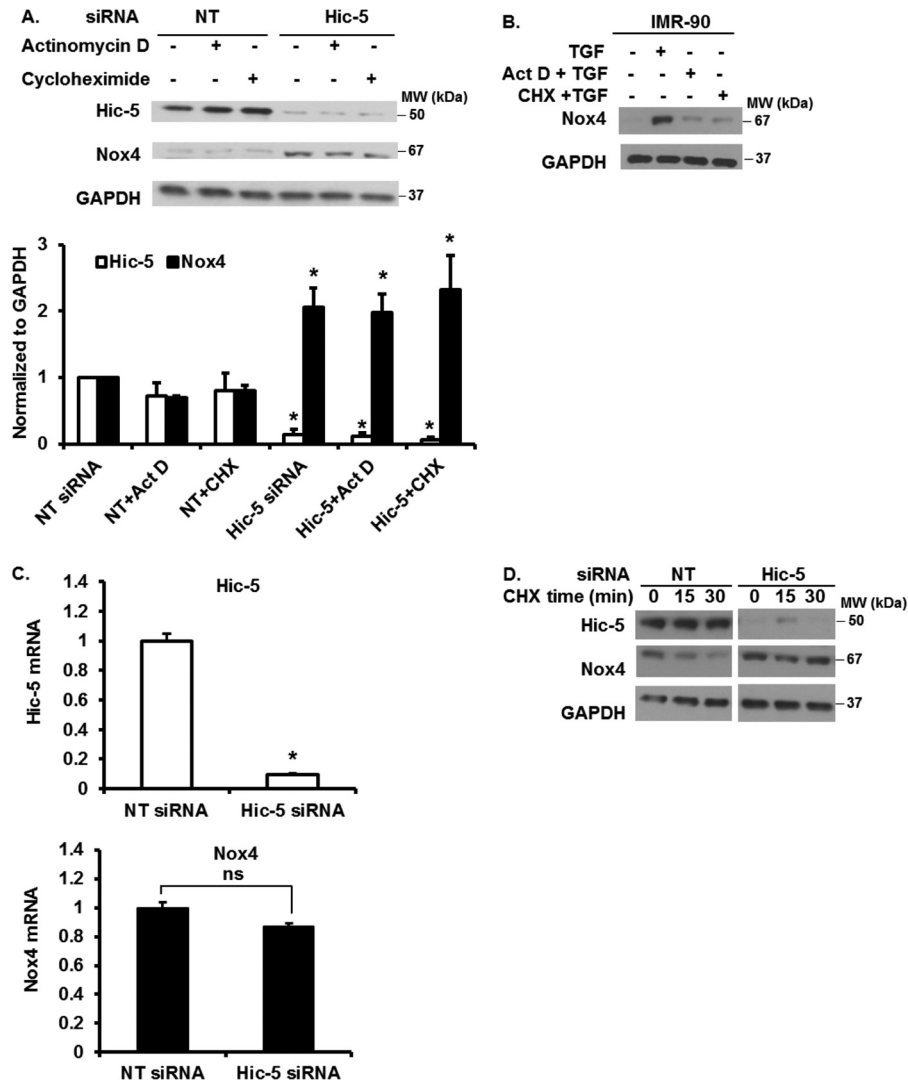 A. siRNA NT Hic-5
Actinomycin D - + - - + -
Cycloheximide - - + - - +
MW (kDa)
Hic-5 – 50
Nox4 – 67
GAPDH – 37
Normalized to GAPDH
3
2
1
0
Hic-5 Nox4
* * *
* * *
NT siRNA
NT+Act D
NT+CHX
Hic-5 siRNA
Hic-5+Act D
Hic-5+CHX
B. IMR-90
TGF - + - -
Act D + TGF - - + -
CHX +TGF - - - +
MW (kDa)
Nox4 – 67
GAPDH – 37
C.
Hic-5
Hic-5 mRNA
1.4
1.2
1
0.8
0.6
0.4
0.2
0
*
NT siRNA Hic-5 siRNA
Nox4
ns
Nox4 mRNA
1.4
1.2
1
0.8
0.6
0.4
0.2
0
NT siRNA Hic-5 siRNA
D. siRNA NT Hic-5
CHX time (min) 0 15 30 0 15 30
MW (kDa)
Hic-5 – 50
Nox4 – 67
GAPDH – 37